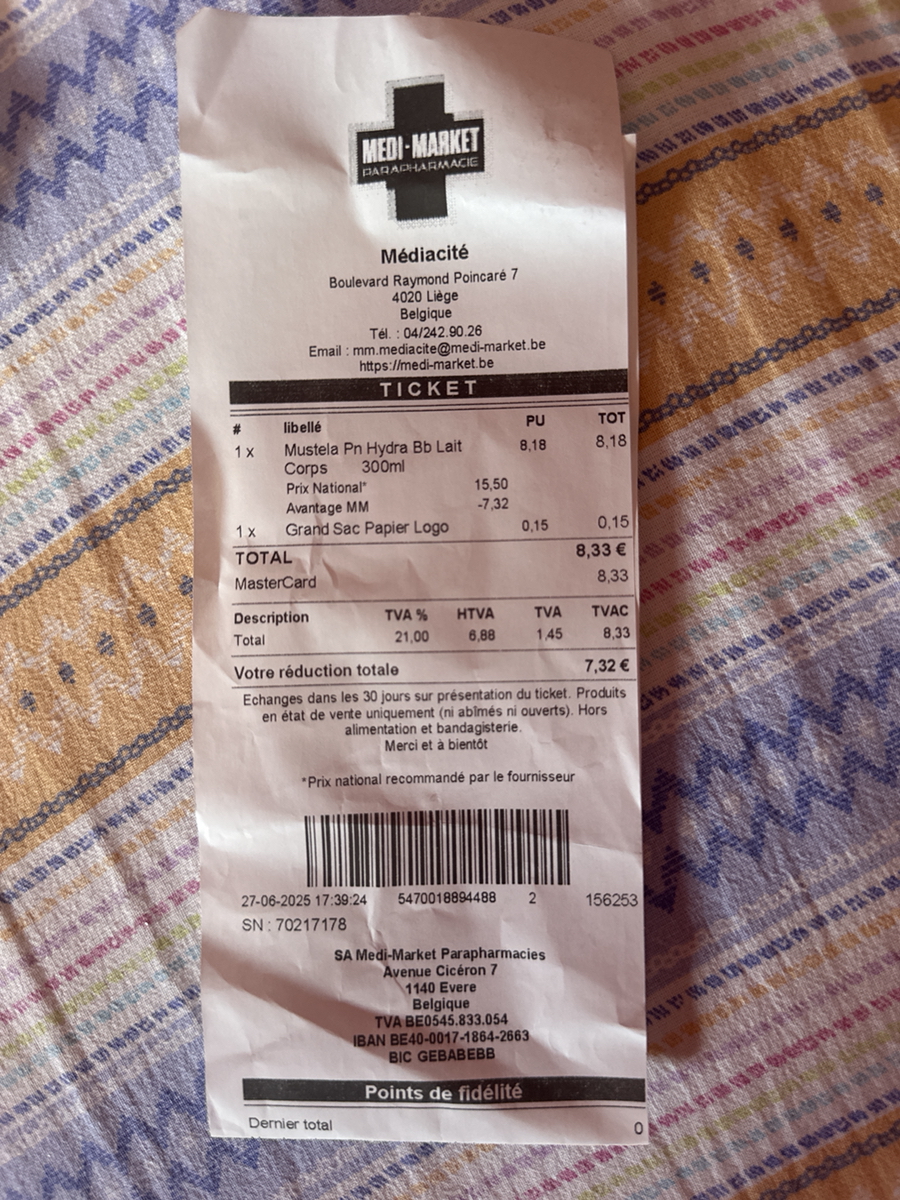 MEDI-MARKET
PARAPHARMACIE
Médiacité
Boulevard Raymond Poincaré 7
4020 Liège
Belgique
Tél. : 04/242.90.26
Email : mm.mediacite@medi-market.be
https://medi-market.be
TICKET
# libellé PU TOT
1 x Mustela Pn Hydra Bb Lait 8,18 8,18
Corps 300ml
Prix National* 15,50
Avantage MM -7,32
1 x Grand Sac Papier Logo 0,15 0,15
TOTAL 8,33 €
MasterCard 8,33
Description TVA % HTVA TVA TVAC
Total 21,00 6,88 1,45 8,33
Votre réduction totale 7,32 €
Echanges dans les 30 jours sur présentation du ticket. Produits
en état de vente uniquement (ni abîmés ni ouverts). Hors
alimentation et bandagisterie.
Merci et à bientôt
*Prix national recommandé par le fournisseur
27-06-2025 17:39:24 5470018894488 2 156253
SN : 70217178
SA Medi-Market Parapharmacies
Avenue Cicéron 7
1140 Evere
Belgique
TVA BE0545.833.054
IBAN BE40-0017-1864-2663
BIC GEBABEBB
Points de fidélité
Dernier total 0